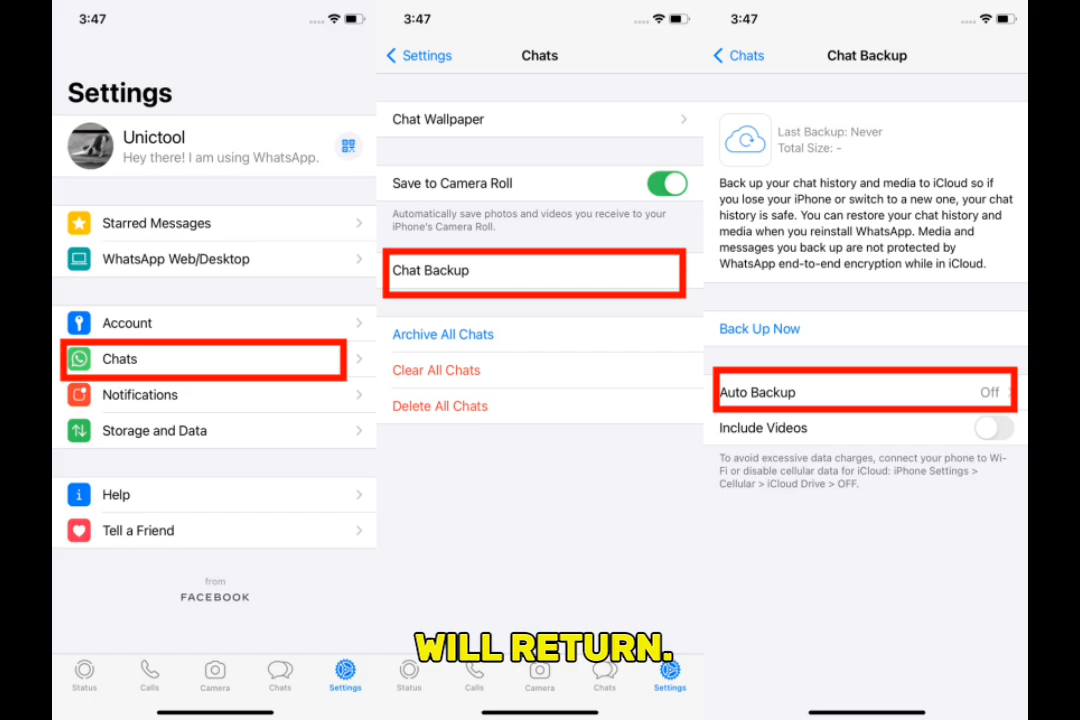 3:47
Settings
Unictool
Hey there! I am using WhatsApp.
Starred Messages
WhatsApp Web/Desktop
Account
Chats
Notifications
Storage and Data
Help
Tell a Friend
from
FACEBOOK
Status
Calls
Camera
Chats
Settings
3:47
Settings
Chats
Chat Wallpaper
Save to Camera Roll
Automatically save photos and videos you receive to your
iPhone's Camera Roll.
Chat Backup
Archive All Chats
Clear All Chats
Delete All Chats
WILL RETURN.
Status
Calls
Camera
Chats
Settings
3:47
Chats
Chat Backup
Last Backup: Never
Total Size: -
Back up your chat history and media to iCloud so if
you lose your iPhone or switch to a new one, your chat
history is safe. You can restore your chat history and
media when you reinstall WhatsApp. Media and
messages you back up are not protected by
WhatsApp end-to-end encryption while in iCloud.
Back Up Now
Auto Backup Off
Include Videos
To avoid excessive data charges, connect your phone to Wi-
Fi or disable cellular data for iCloud: iPhone Settings >
Cellular > iCloud Drive > OFF.